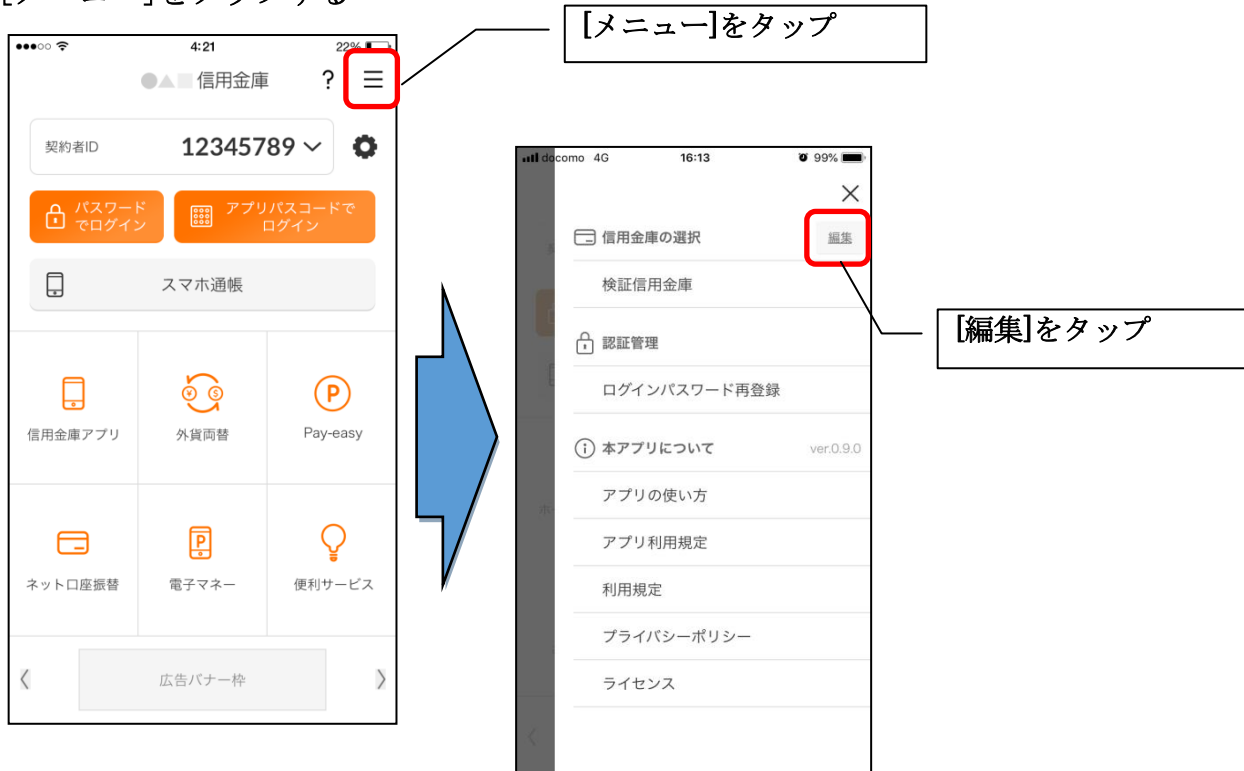 [メニュー]をタップする
[メニュー]をタップ
4:21
22%
信用金庫
?
契約者ID
12345789
パスワード
でログイン
アプリパスコードで
ログイン
スマホ通帳
信用金庫アプリ
外貨両替
Pay-easy
ネット口座振替
電子マネー
便利サービス
広告バナー枠
docomo 4G
16:13
99%
信用金庫の選択
編集
検証信用金庫
認証管理
ログインパスワード再登録
本アプリについて
ver.0.9.0
アプリの使い方
アプリ利用規定
利用規定
プライバシーポリシー
ライセンス
[編集]をタップ